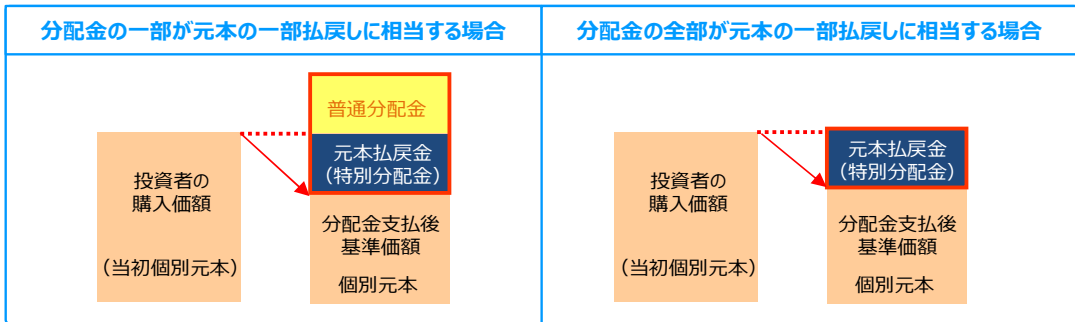 分配金の一部が元本の一部払戻しに相当する場合
普通分配金
元本払戻金
（特別分配金）
投資者の
購入価額
（当初個別元本）
分配金支払後
基準価額
個別元本
分配金の全部が元本の一部払戻しに相当する場合
元本払戻金
（特別分配金）
投資者の
購入価額
（当初個別元本）
分配金支払後
基準価額
個別元本